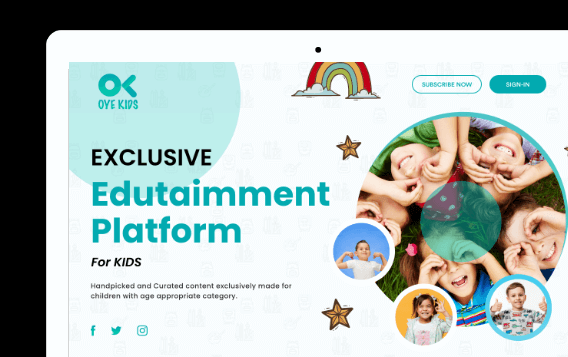 OYE KIDS
SUBSCRIBE NOW
SIGN-IN
EXCLUSIVE
Edutaimment
Platform
For KIDS
Handpicked and Curated content exclusively made for
children with age appropriate category.